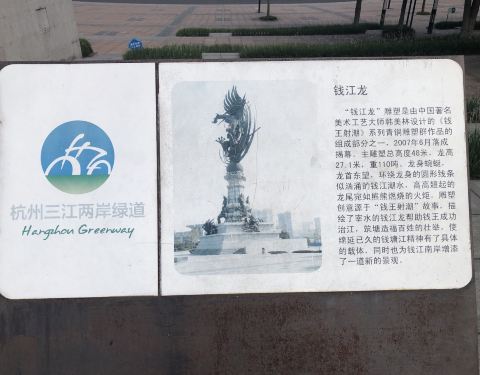 杭州三江两岸绿道
Hangzhou Greenway
钱江龙
“钱江龙”雕塑是由中国著名
美术工艺大师韩美林设计的《钱
王射潮》系列青铜雕塑群作品的
组成部分之一，2007年6月落成
揭幕，主雕塑总高度46米，龙高
27.1米，重110吨，龙身蜿蜒，
龙首东望，环绕龙身的圆形线条
似汹涌的钱江潮水，高高翘起的
龙尾宛如熊熊燃烧的火炬。雕塑
创意源于“钱王射潮”故事，描
绘了宰水的钱江龙帮助钱王成功
治江，筑塘造福百姓的壮举，使
绵延已久的钱塘江精神有了具体
的载体，同时也为钱江南岸增添
了一道新的景观。